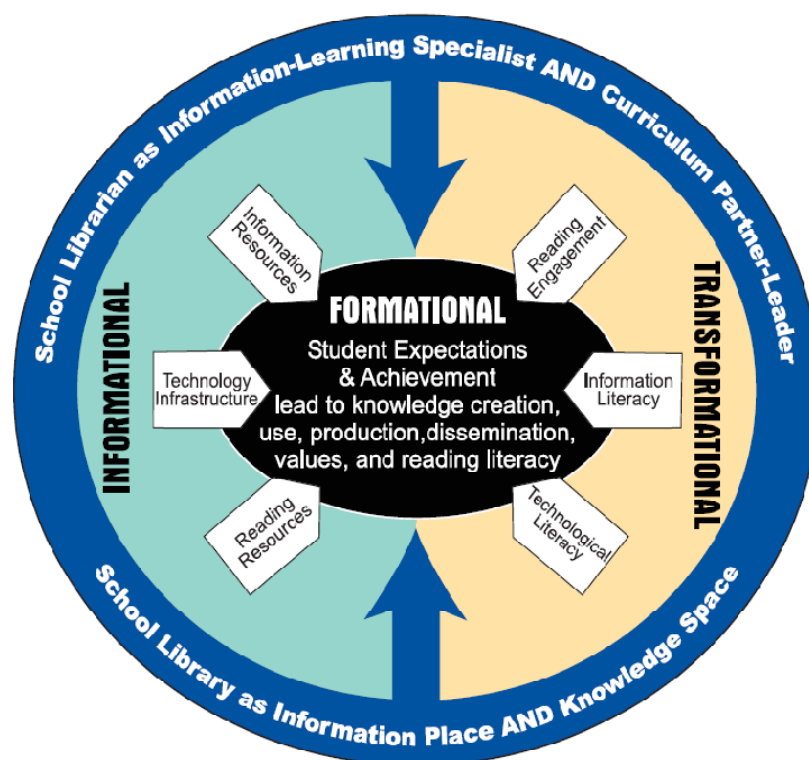 School Librarian as Information-Learning Specialist AND Curriculum Partner-Leader
INFORMATIONAL
Information
Resources
Technology
Infrastructure
Reading
Resources
FORMATIONAL
Student Expectations
& Achievement
lead to knowledge creation,
use, production,dissemination,
values, and reading literacy
Reading
Engagement
Information
Literacy
Technological
Literacy
TRANSFORMATIONAL
School Library as Information Place AND Knowledge Space